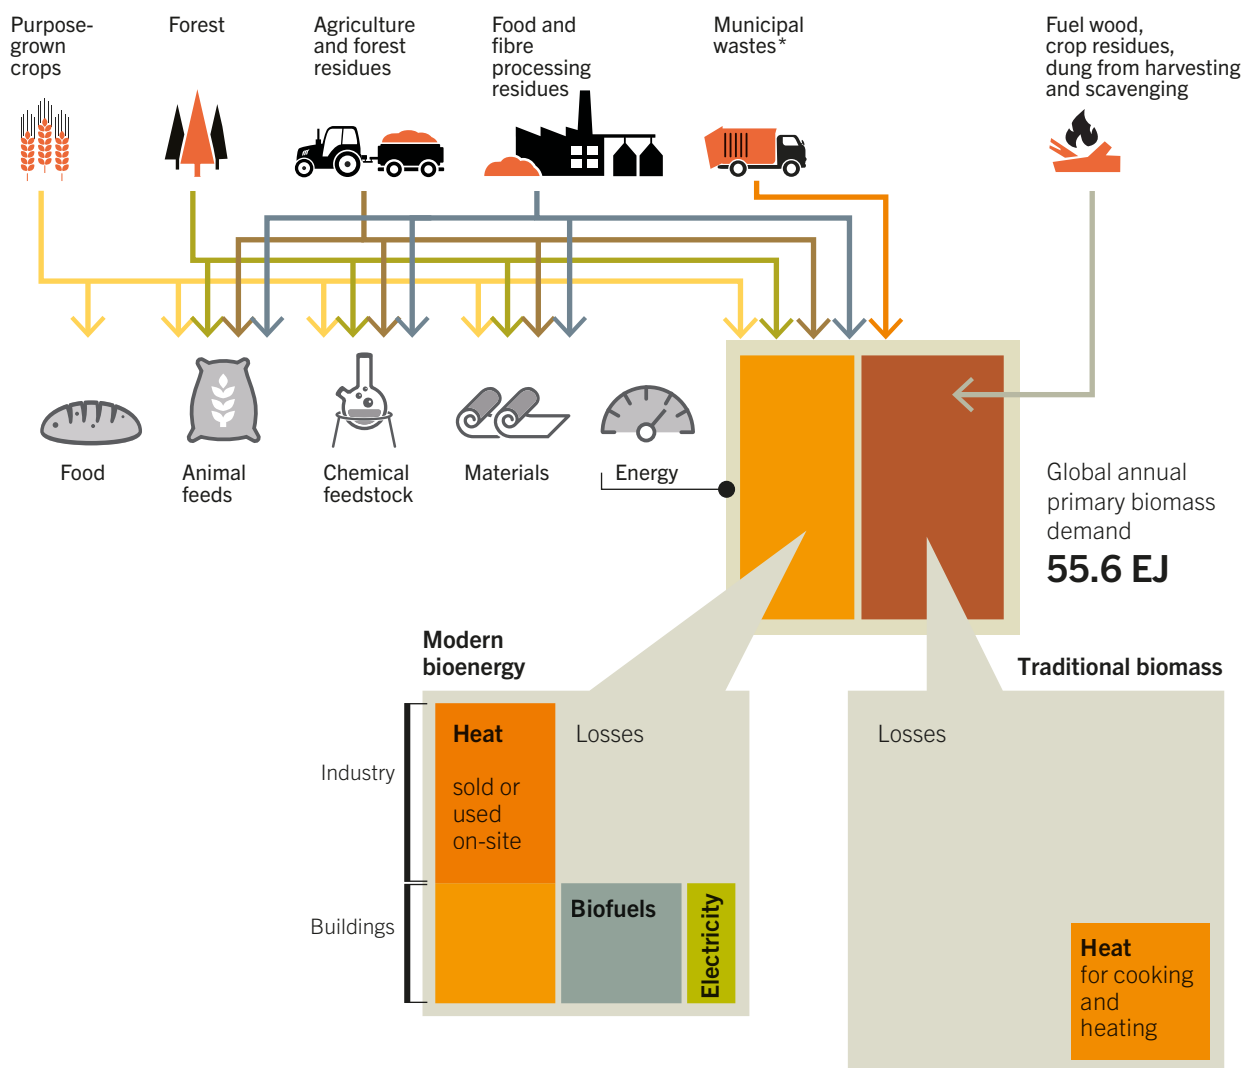 Purpose-
grown
crops
Forest
Agriculture
and forest
residues
Food and
fibre
processing
residues
Municipal
wastes*
Fuel wood,
crop residues,
dung from harvesting
and scavenging
Food
Animal
feeds
Chemical
feedstock
Materials
Energy
Global annual
primary biomass
demand
55.6 EJ
Modern
bioenergy
Traditional biomass
Industry
Buildings
Heat
sold or
used
on-site
Losses
Biofuels
Electricity
Losses
Heat
for cooking
and
heating